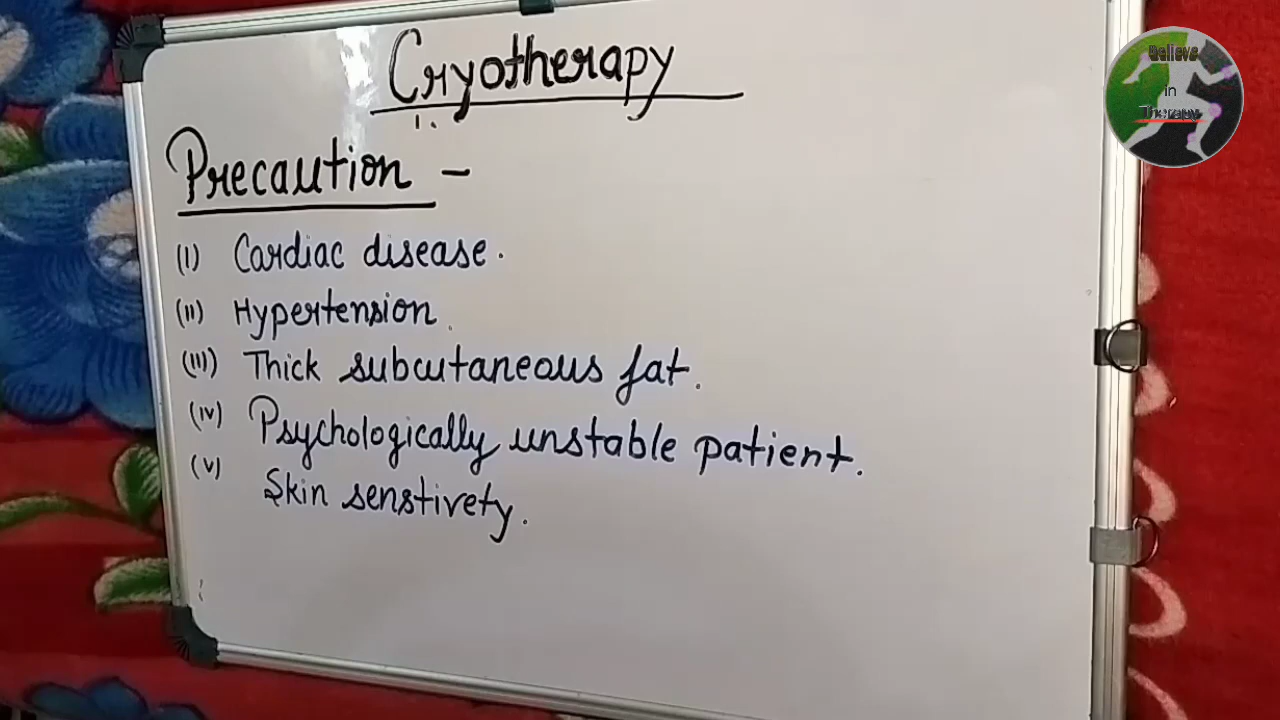 Cryotherapy
Precaution -
(I) Cardiac disease.
(II) Hypertension.
(III) Thick subcutaneous fat.
(IV) Psychologically unstable patient.
(V) Skin senstivety.
Believe
in
Therapy